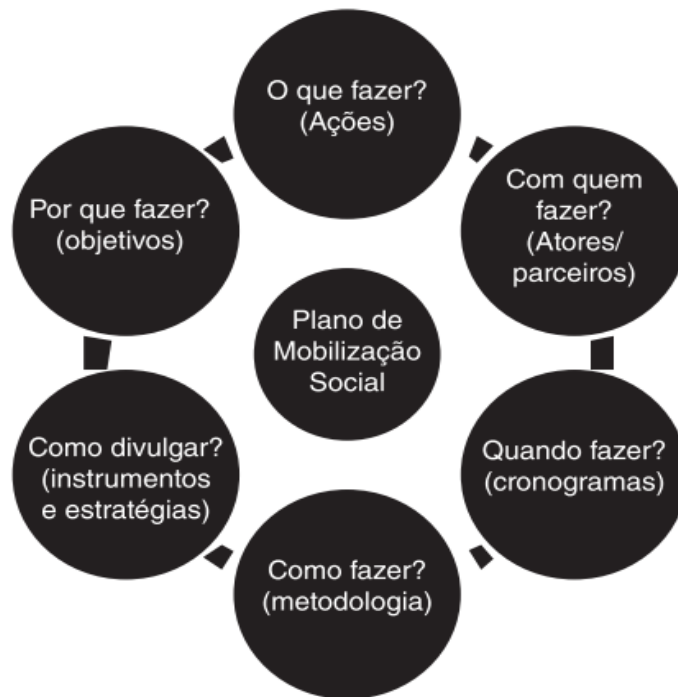 O que fazer?
(Ações)
Com quem
fazer?
(Atores/
parceiros)
Quando fazer?
(cronogramas)
Como fazer?
(metodologia)
Como divulgar?
(instrumentos
e estratégias)
Por que fazer?
(objetivos)
Plano de
Mobilização
Social